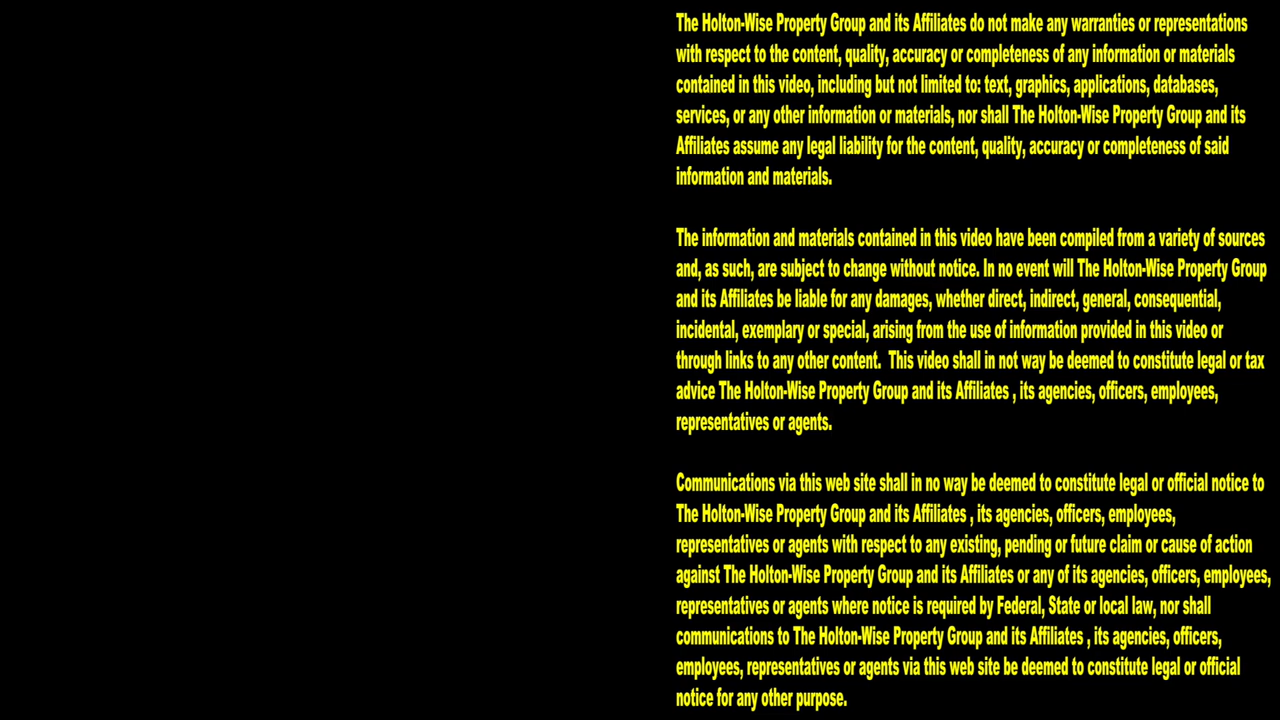 The Holton-Wise Property Group and its Affiliates do not make any warranties or representations
with respect to the content, quality, accuracy or completeness of any information or materials
contained in this video, including but not limited to: text, graphics, applications, databases,
services, or any other information or materials, nor shall The Holton-Wise Property Group and its
Affiliates assume any legal liability for the content, quality, accuracy or completeness of said
information and materials.
The information and materials contained in this video have been compiled from a variety of sources
and, as such, are subject to change without notice. In no event will The Holton-Wise Property Group
and its Affiliates be liable for any damages, whether direct, indirect, general, consequential,
incidental, exemplary or special, arising from the use of information provided in this video or
through links to any other content.  This video shall in not way be deemed to constitute legal or tax
advice The Holton-Wise Property Group and its Affiliates , its agencies, officers, employees,
representatives or agents.
Communications via this web site shall in no way be deemed to constitute legal or official notice to
The Holton-Wise Property Group and its Affiliates , its agencies, officers, employees,
representatives or agents with respect to any existing, pending or future claim or cause of action
against The Holton-Wise Property Group and its Affiliates or any of its agencies, officers, employees,
representatives or agents where notice is required by Federal, State or local law, nor shall
communications to The Holton-Wise Property Group and its Affiliates , its agencies, officers,
employees, representatives or agents via this web site be deemed to constitute legal or official
notice for any other purpose.